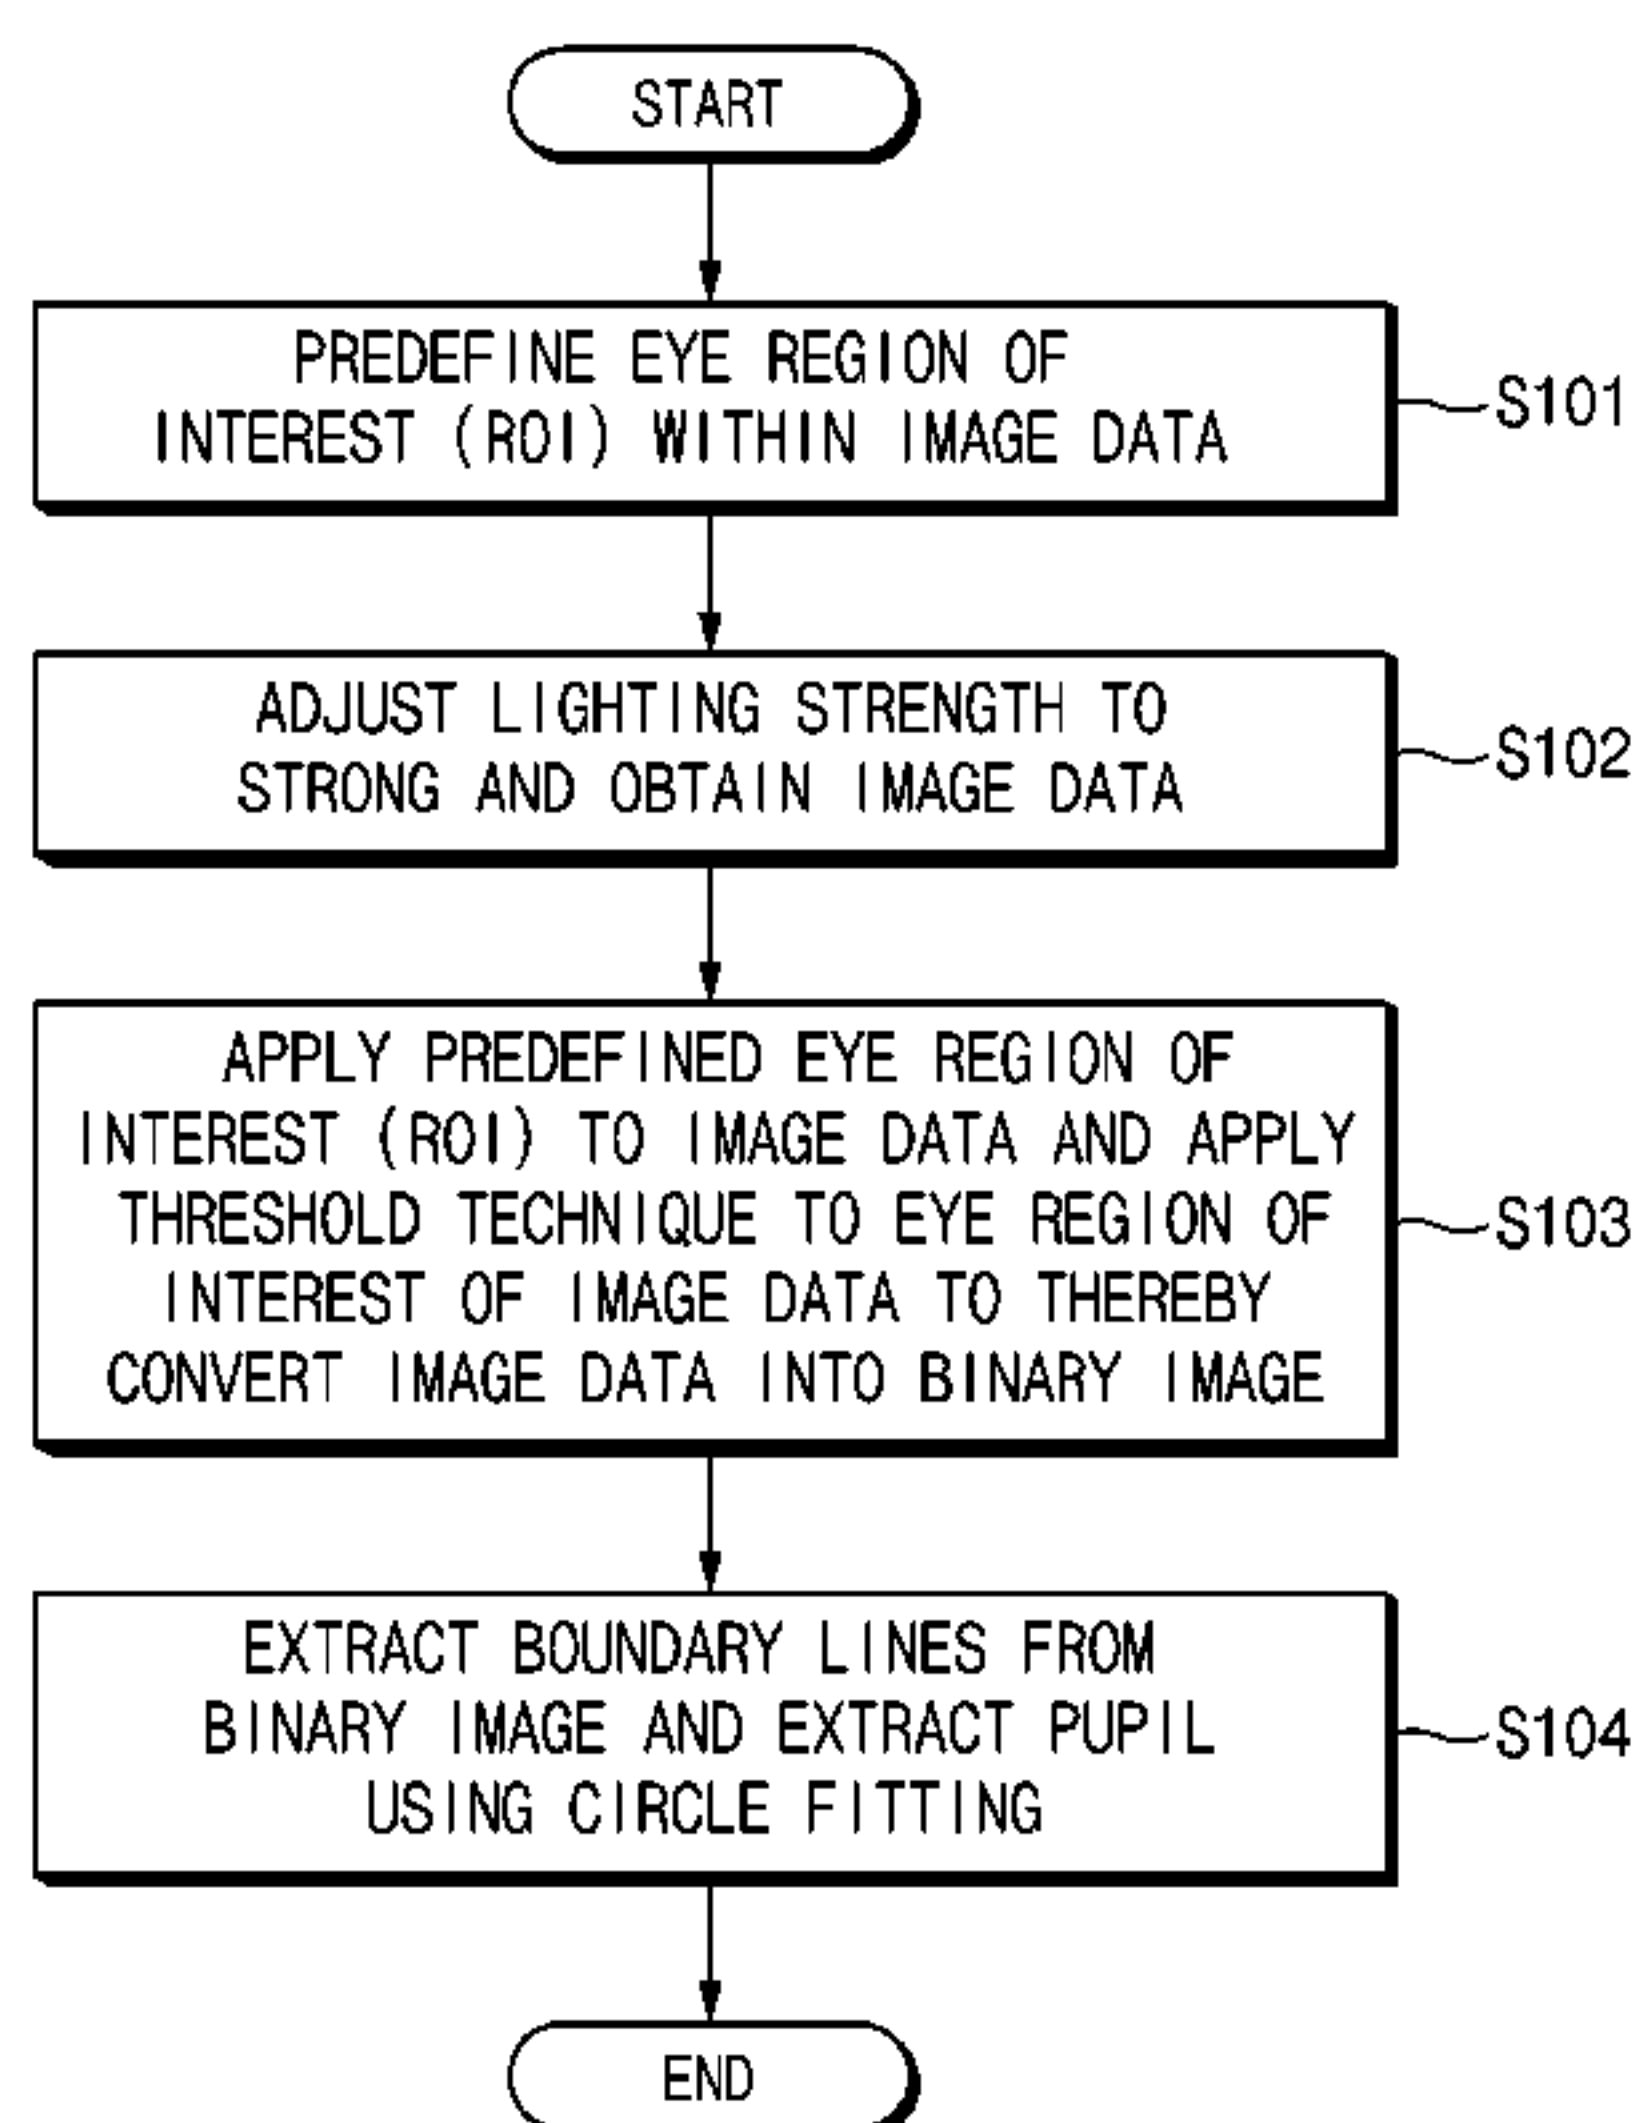 START
PREDEFINE EYE REGION OF
INTEREST (ROI) WITHIN IMAGE DATA
S101
ADJUST LIGHTING STRENGTH TO
STRONG AND OBTAIN IMAGE DATA
S102
APPLY PREDEFINED EYE REGION OF
INTEREST (ROI) TO IMAGE DATA AND APPLY
THRESHOLD TECHNIQUE TO EYE REGION OF
INTEREST OF IMAGE DATA TO THEREBY
CONVERT IMAGE DATA INTO BINARY IMAGE
S103
EXTRACT BOUNDARY LINES FROM
BINARY IMAGE AND EXTRACT PUPIL
USING CIRCLE FITTING
S104
END